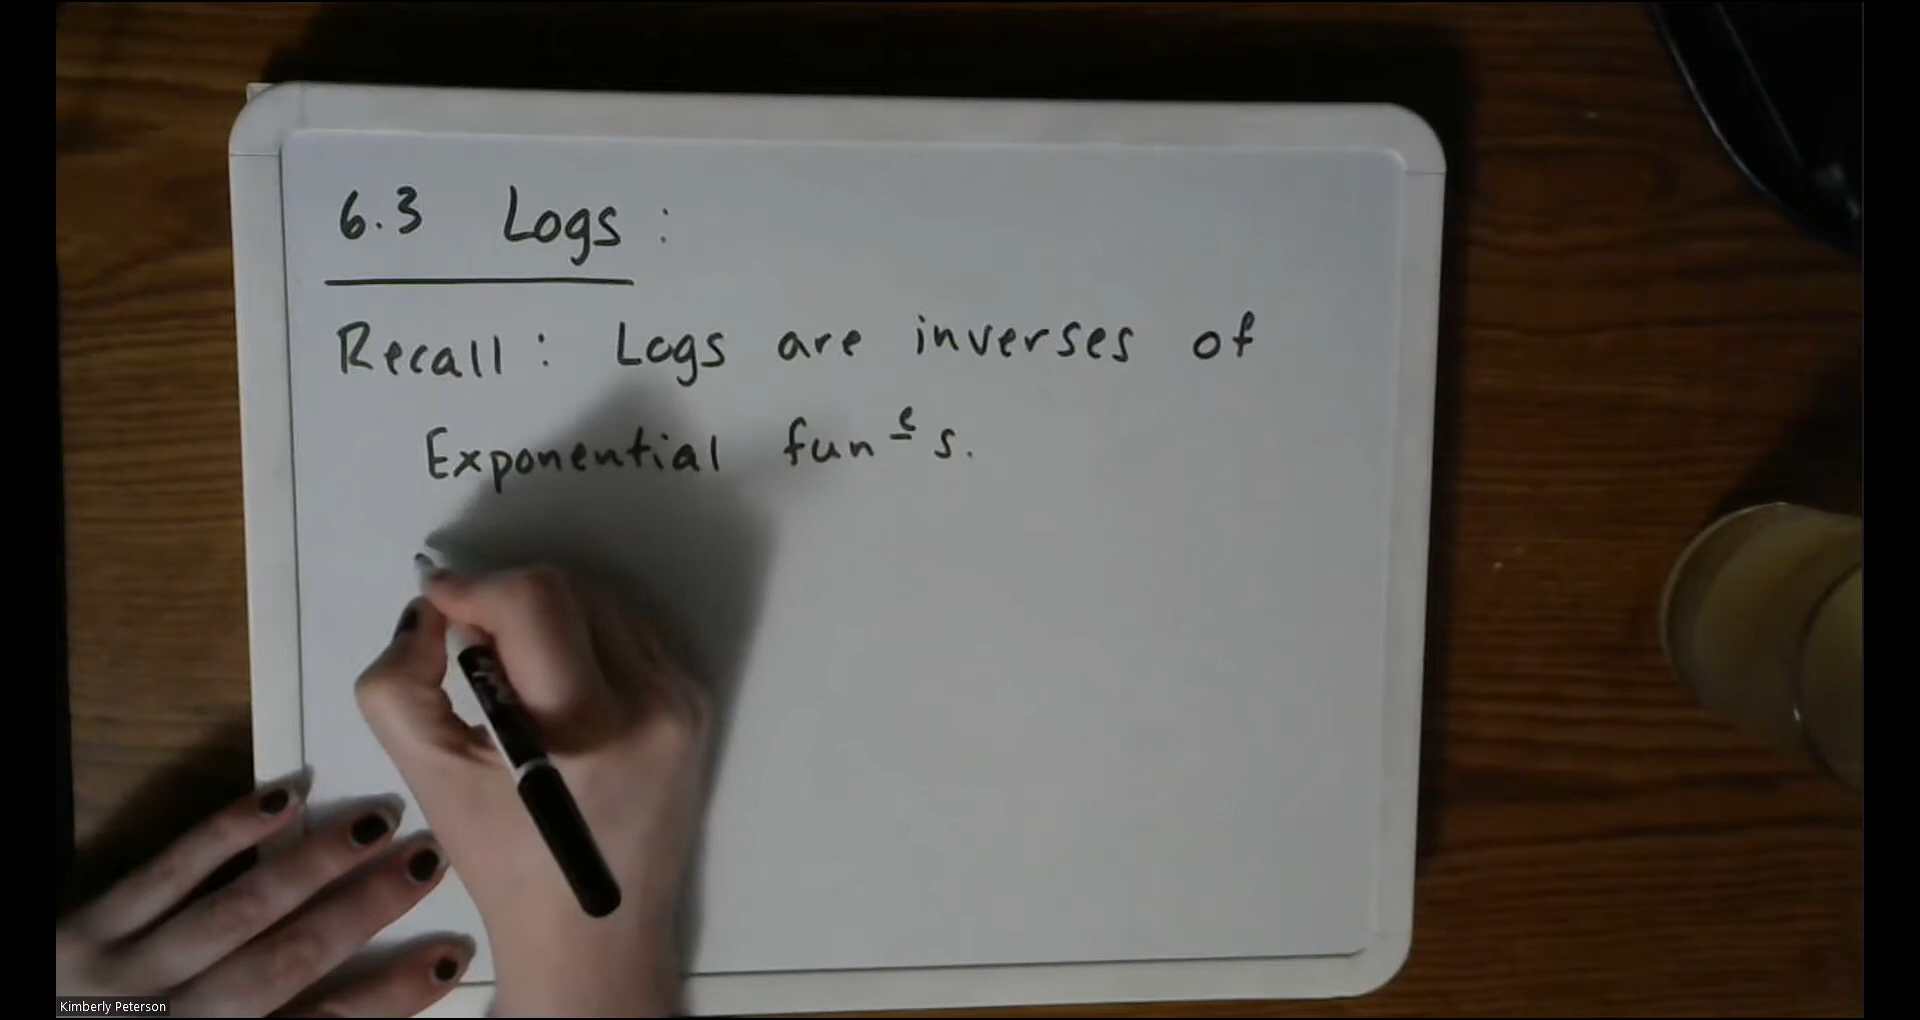 6.3 Logs :
Recall : Logs are inverses of
Exponential fun c s.
Kimberly Peterson